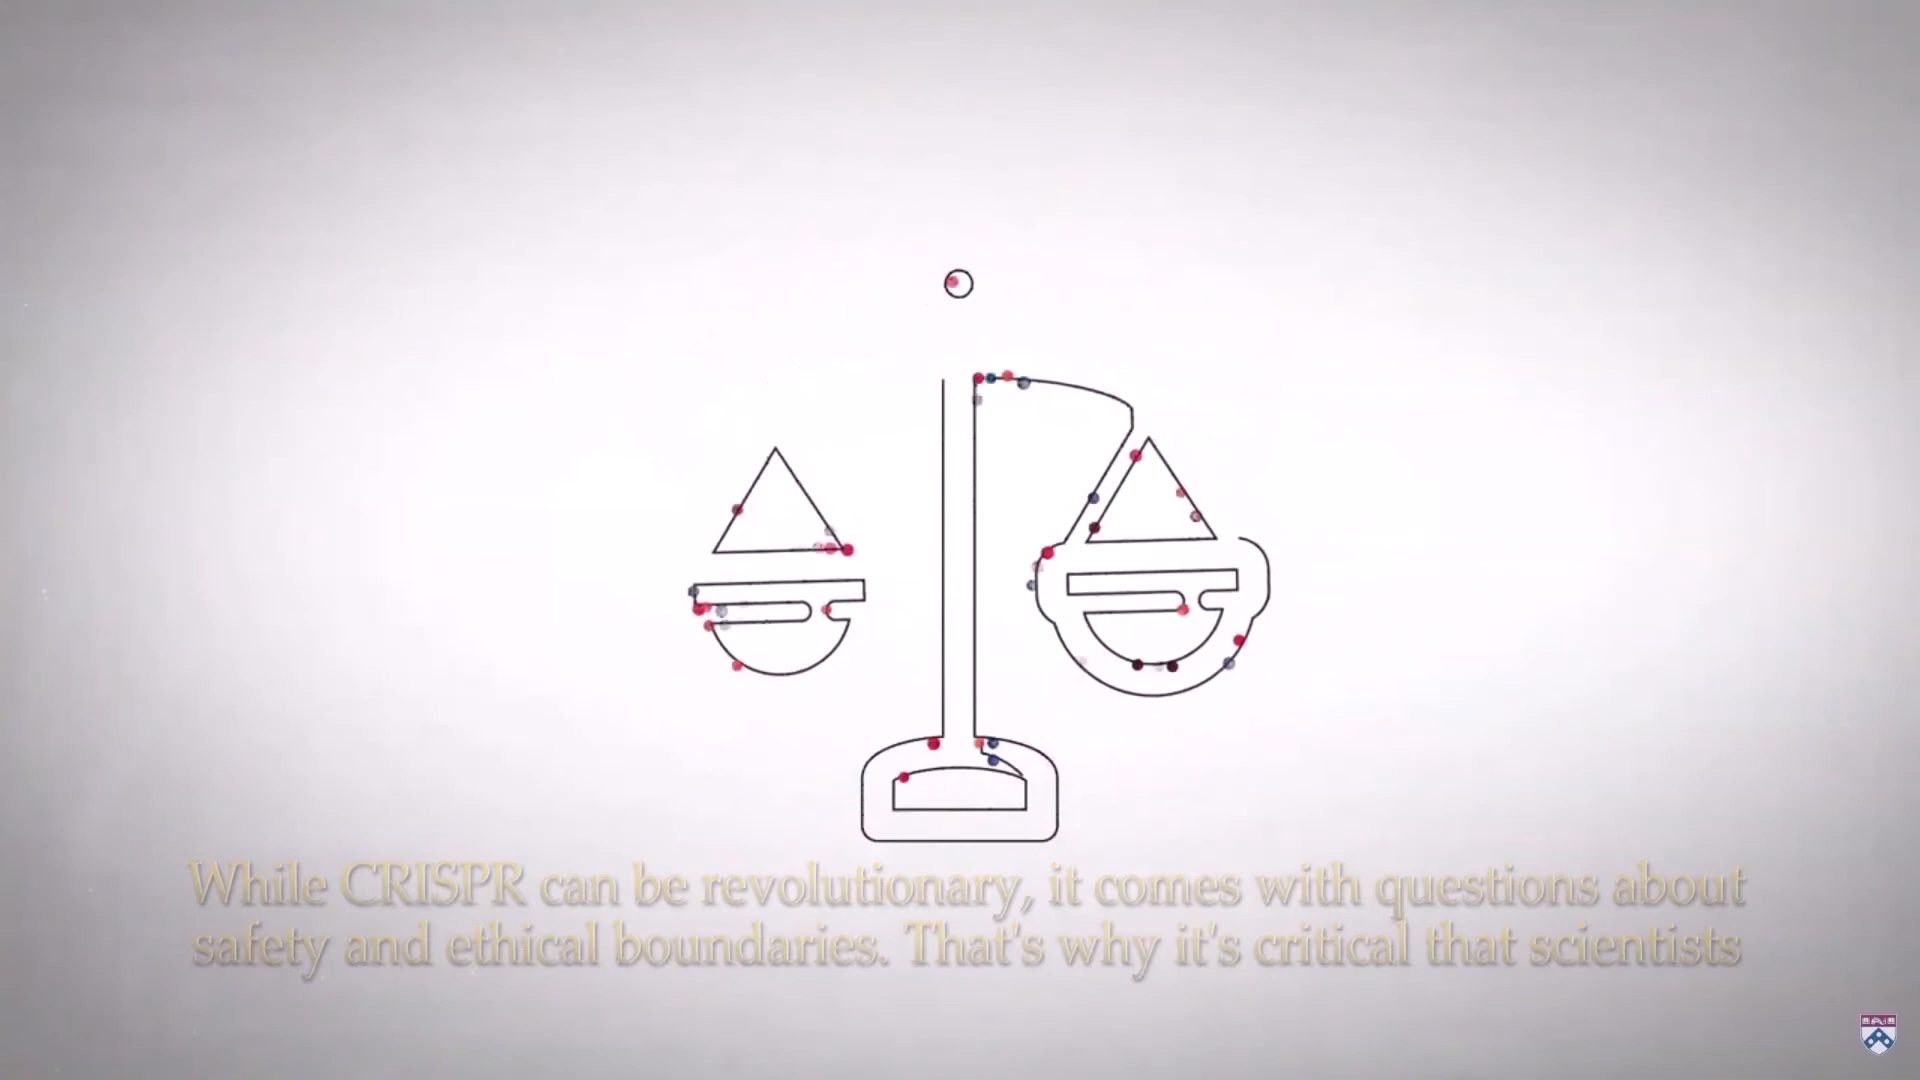 While CRISPR can be revolutionary, it comes with questions about
safety and ethical boundaries. That's why it's critical that scientists